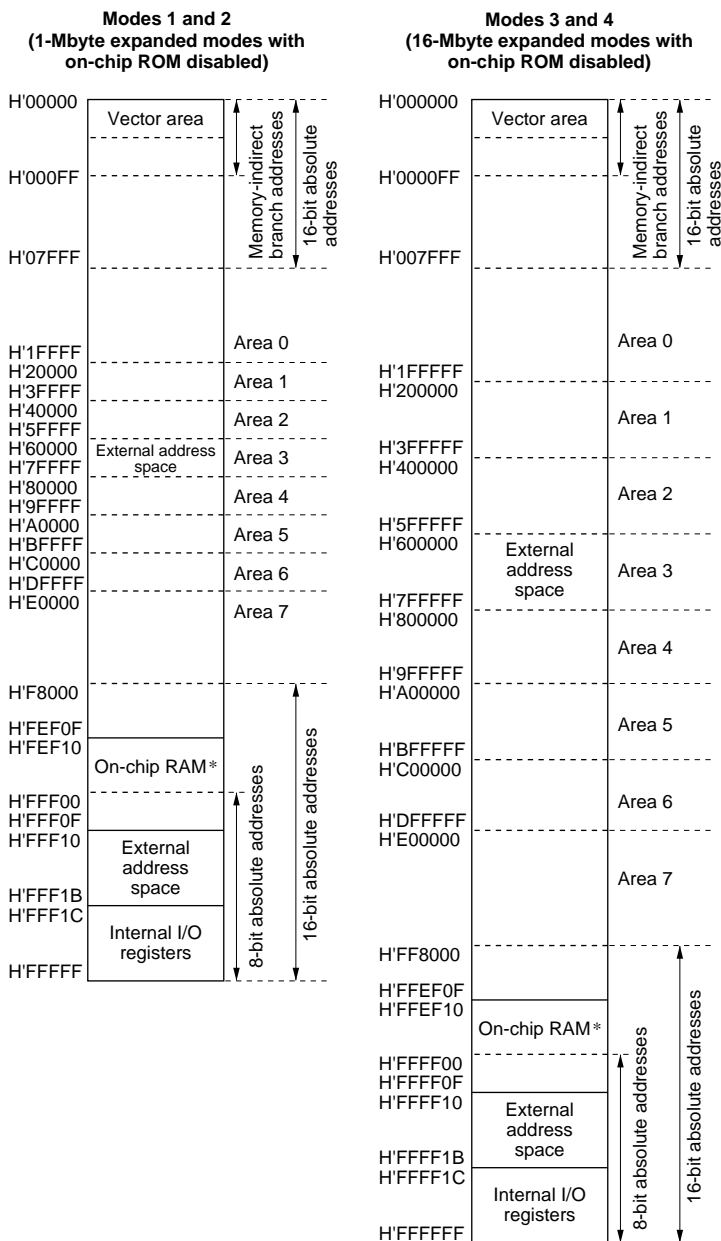 Modes 1 and 2
(1-Mbyte expanded modes with
on-chip ROM disabled)
H'00000
Vector area
H'000FF
H'07FFF
Memory-indirect
branch addresses
16-bit absolute
addresses
H'1FFFF
Area 0
H'20000
H'3FFFF
Area 1
H'40000
H'5FFFF
Area 2
H'60000
H'7FFFF
External address
space
Area 3
H'80000
H'9FFFF
Area 4
H'A0000
H'BFFFF
Area 5
H'C0000
H'DFFFF
Area 6
H'E0000
Area 7
H'F8000
H'FEF0F
H'FEF10
On-chip RAM*
H'FFF00
H'FFF0F
H'FFF10
External
address
space
H'FFF1B
H'FFF1C
Internal I/O
registers
H'FFFFF
8-bit absolute addresses
16-bit absolute addresses
Modes 3 and 4
(16-Mbyte expanded modes with
on-chip ROM disabled)
H'000000
Vector area
H'0000FF
H'007FFF
Memory-indirect
branch addresses
16-bit absolute
addresses
Area 0
H'1FFFFF
H'200000
Area 1
H'3FFFFF
H'400000
Area 2
H'5FFFFF
H'600000
External
address
space
Area 3
H'7FFFFF
H'800000
Area 4
H'9FFFFF
H'A00000
Area 5
H'BFFFFF
H'C00000
Area 6
H'DFFFFF
H'E00000
Area 7
H'FF8000
H'FFEF0F
H'FFEF10
On-chip RAM*
H'FFFF00
H'FFFF0F
H'FFFF10
External
address
space
H'FFFF1B
H'FFFF1C
Internal I/O
registers
H'FFFFFF
8-bit absolute addresses
16-bit absolute addresses